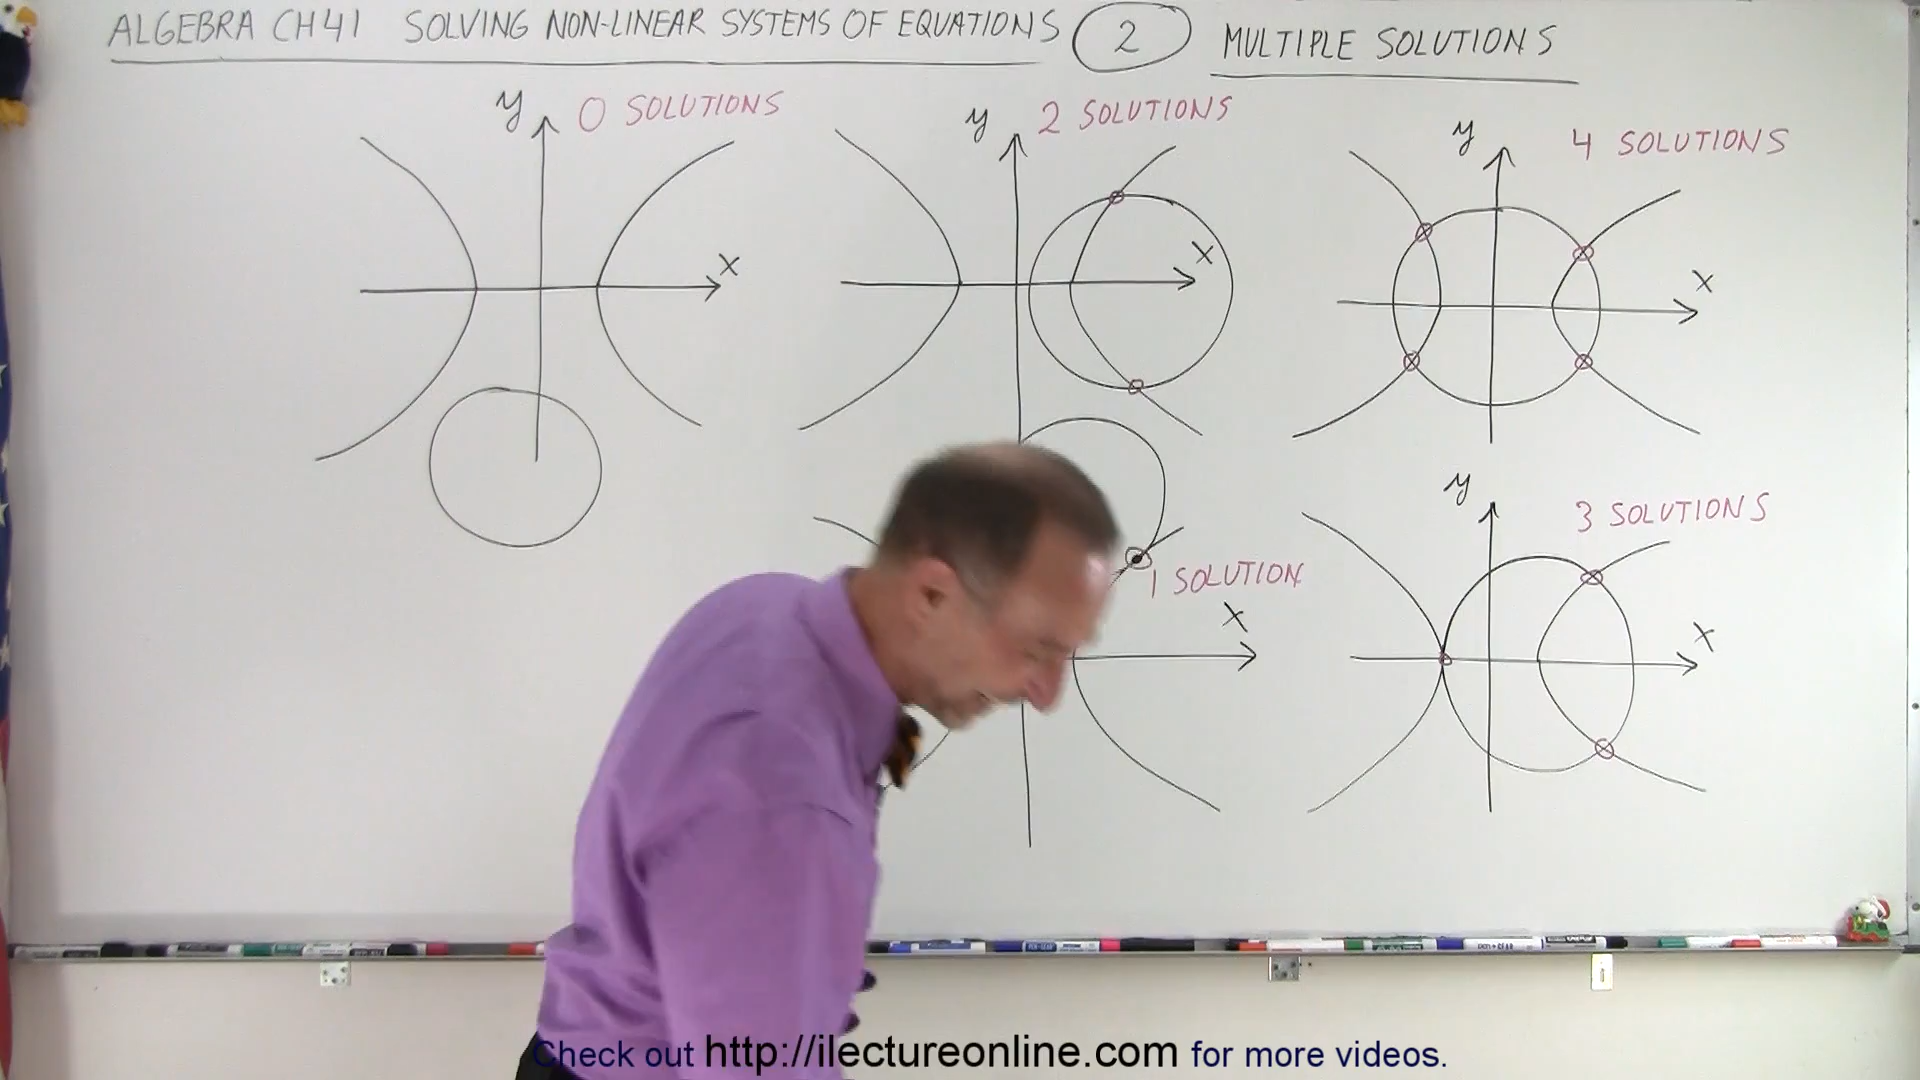 ALGEBRA CH 41 SOLVING NON-LINEAR SYSTEMS OF EQUATIONS 2 MULTIPLE SOLUTIONS
y 0 SOLUTIONS
x
y 2 SOLUTIONS
x
y 4 SOLUTIONS
x
1 SOLUTION
x
y 3 SOLUTIONS
x
Check out http://ilectureonline.com for more videos.